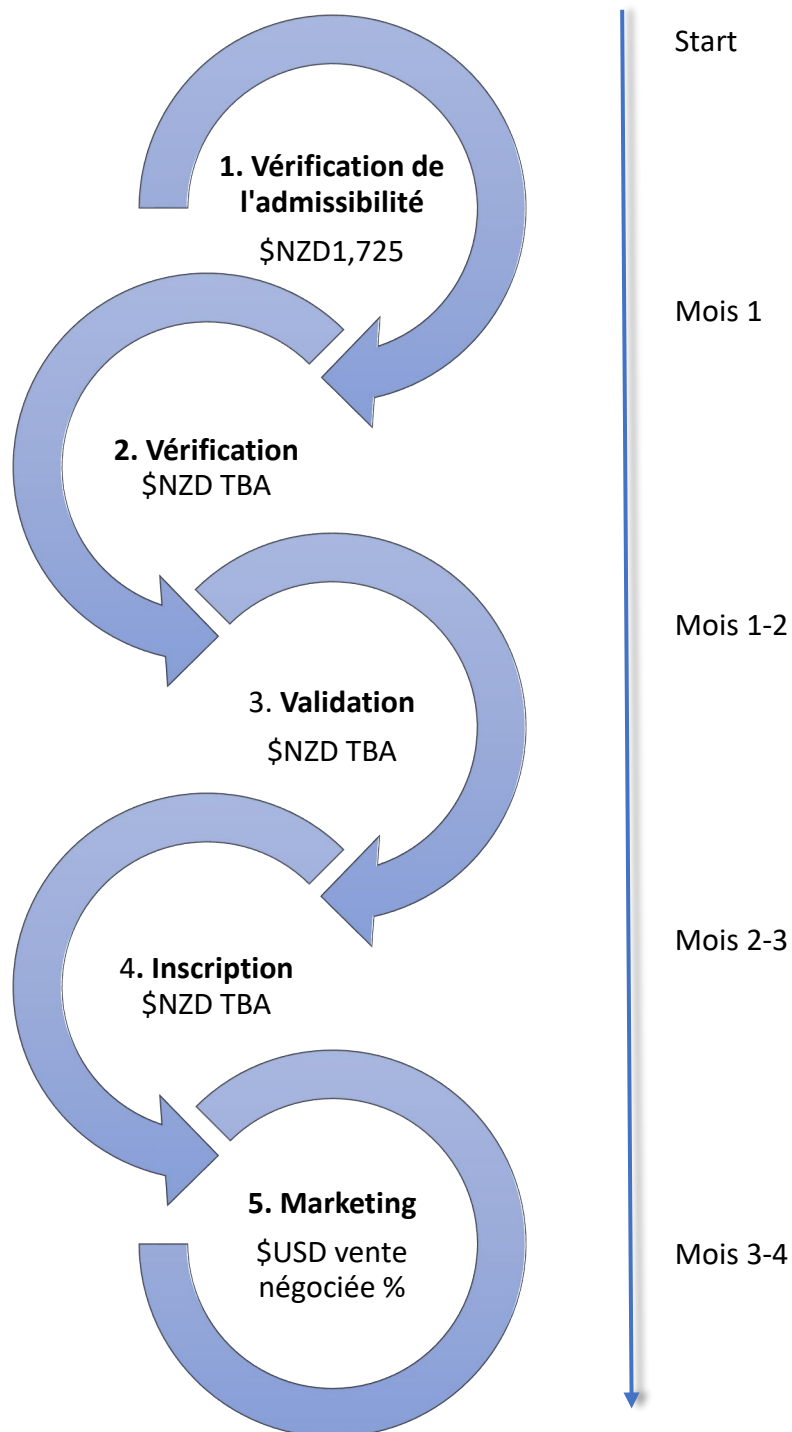 Start
1. Vérification de
l'admissibilité
$NZD1,725
Mois 1
2. Vérification
$NZD TBA
Mois 1-2
3. Validation
$NZD TBA
Mois 2-3
4. Inscription
$NZD TBA
5. Marketing
$USD vente
négociée %
Mois 3-4